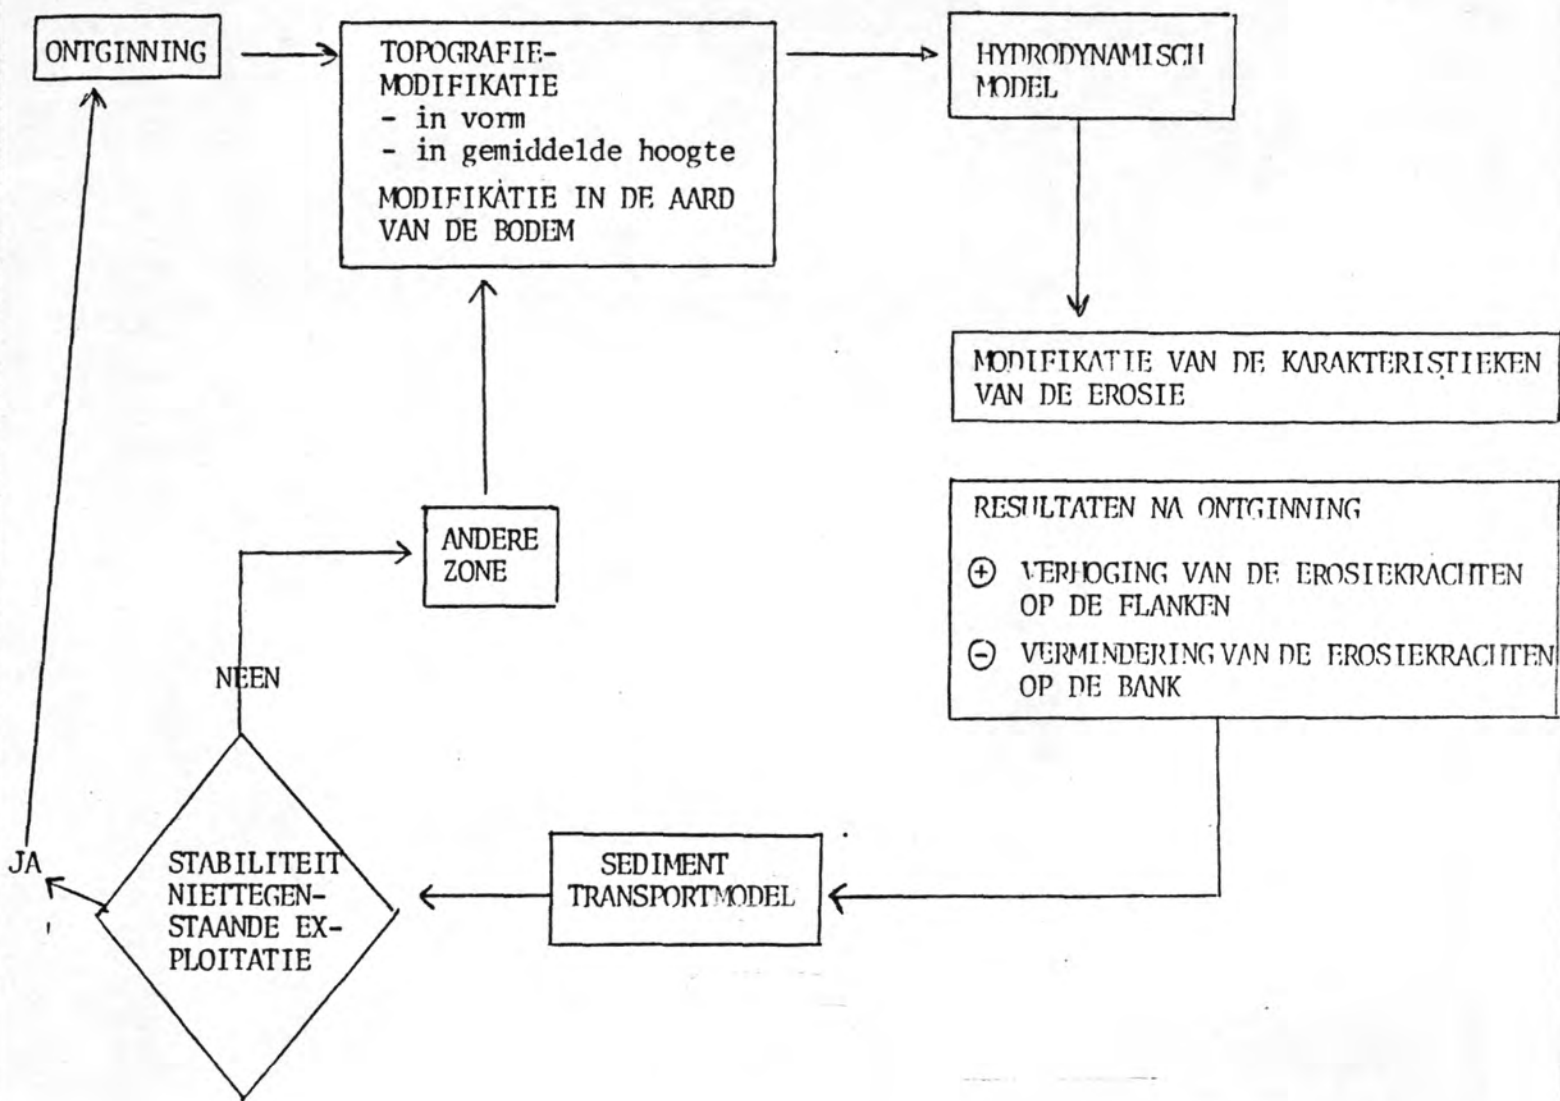 ONTGINNING
TOPOGRAFIE-
MODIFIKATIE
- in vorm
- in gemiddelde hoogte
MODIFIKATIE IN DE AARD
VAN DE BODEM
HYDRODYNAMISCH
MODEL
MODIFIKATIE VAN DE KARAKTERISTIEKEN
VAN DE EROSIE
RESULTATEN NA ONTGINNING
⊕ VERHOGING VAN DE EROSIEKRACHTEN
OP DE FLANKEN
⊖ VERMINDERING VAN DE EROSIEKRACHTEN
OP DE BANK
SEDIMENT
TRANSPORTMODEL
STABILITEIT
NIETTEGEN-
STAANDE EX-
PLOITATIE
JA
NEEN
ANDERE
ZONE